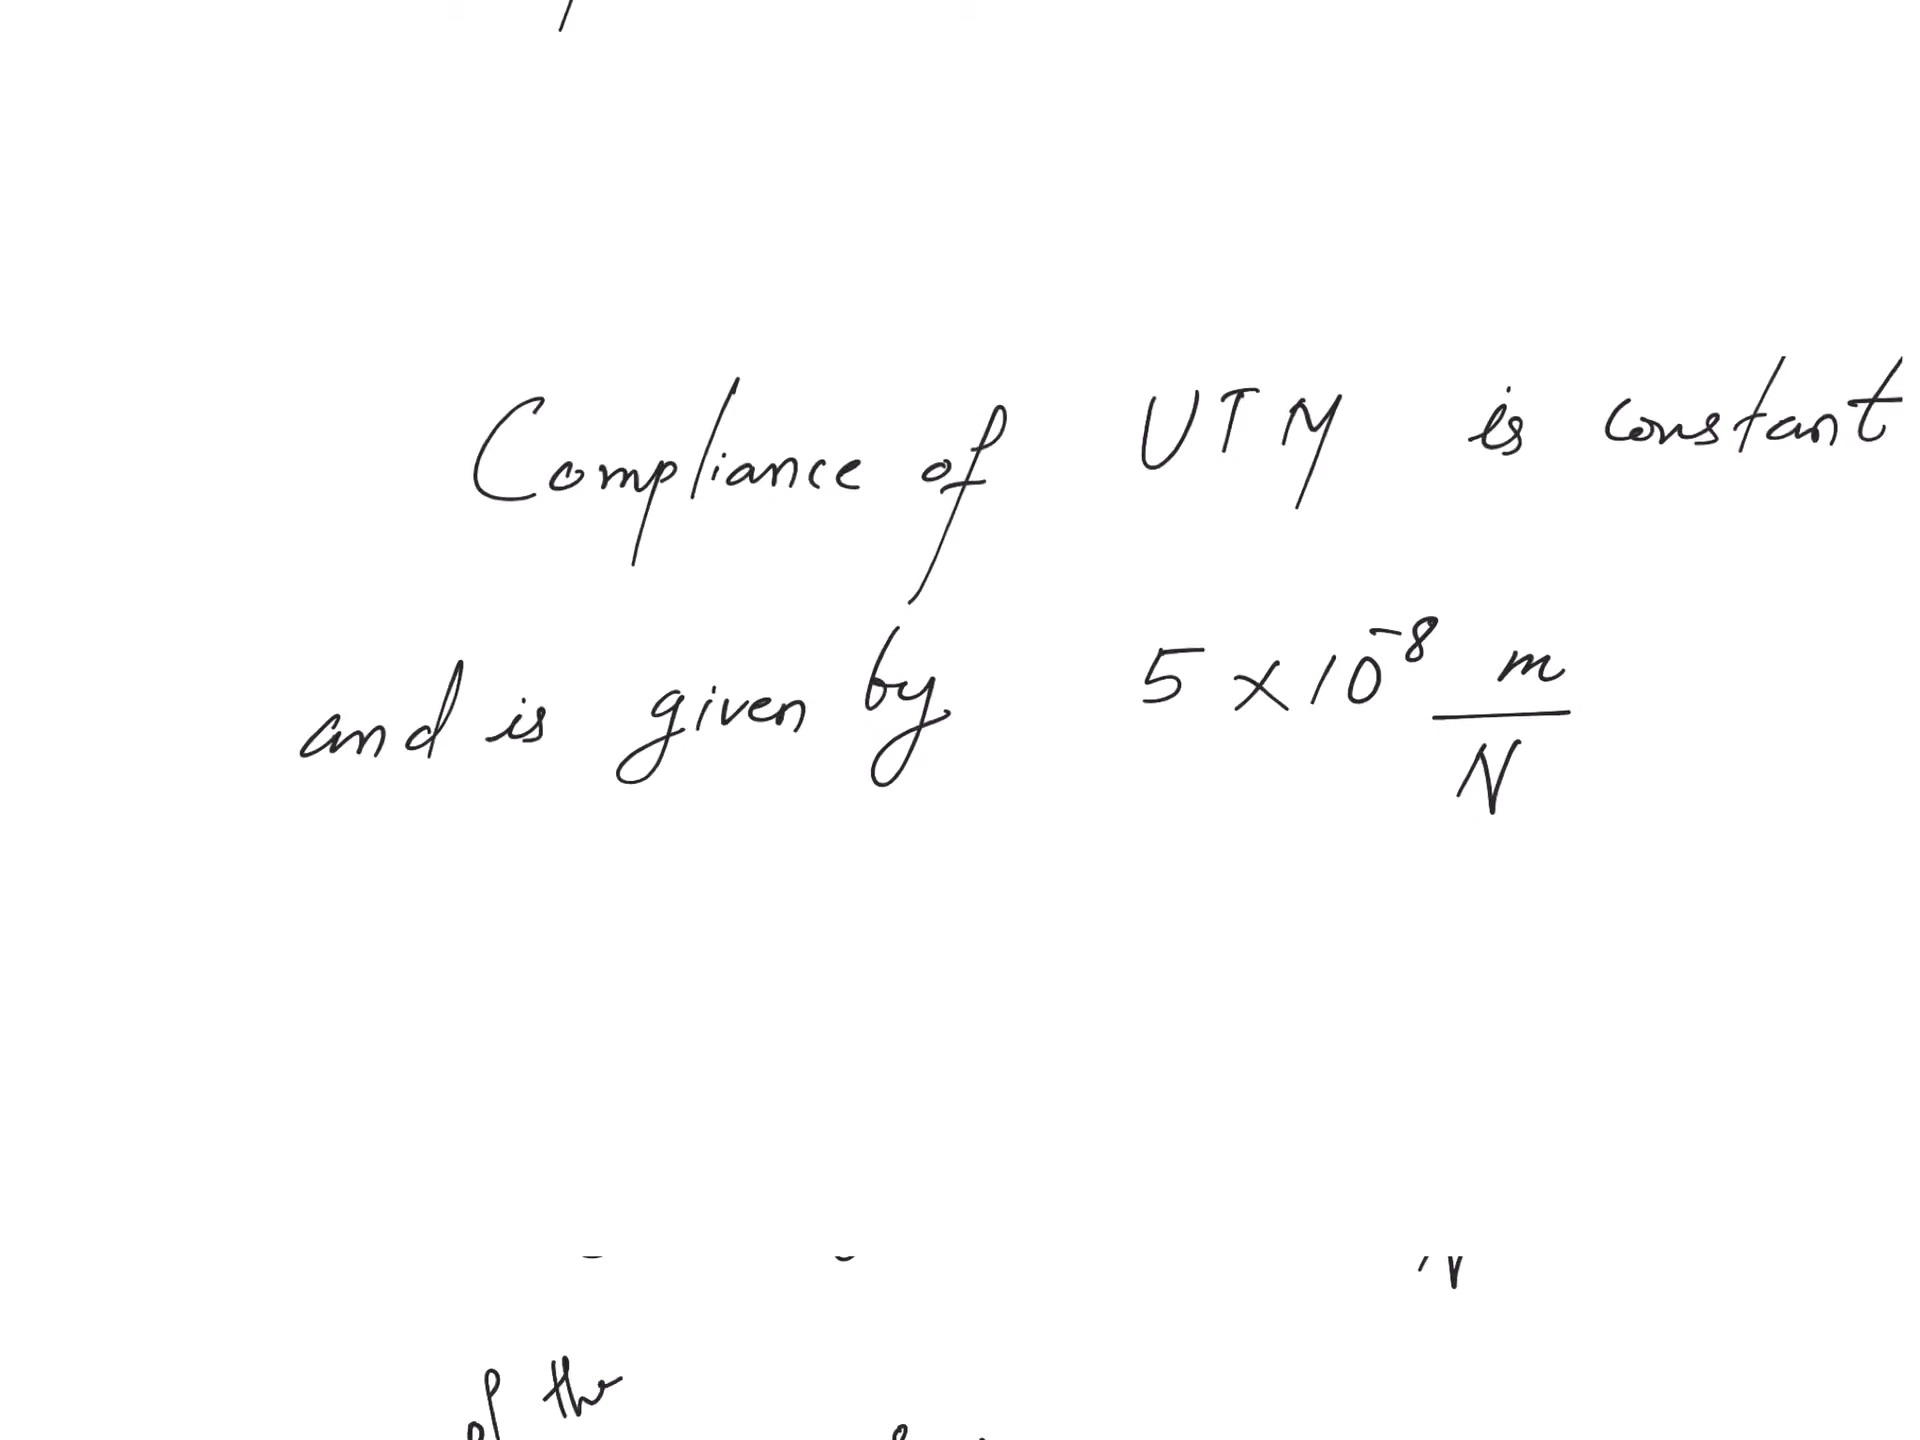 Compliance of UTM is constant
and is given by 5 × 10⁻⁸ m/N
of the